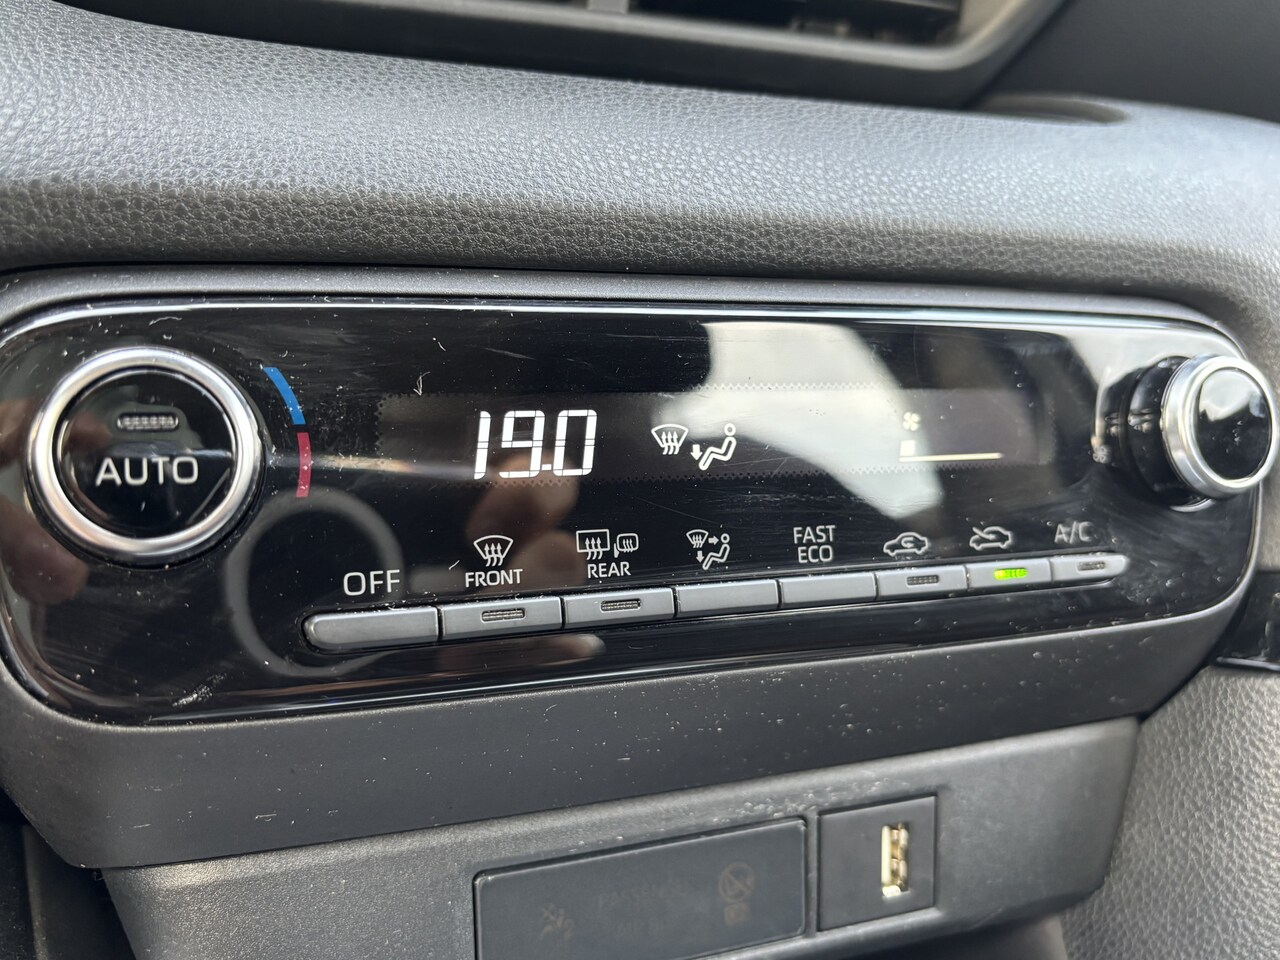 19.0
AUTO
OFF
FRONT
REAR
FAST
ECO
A/C